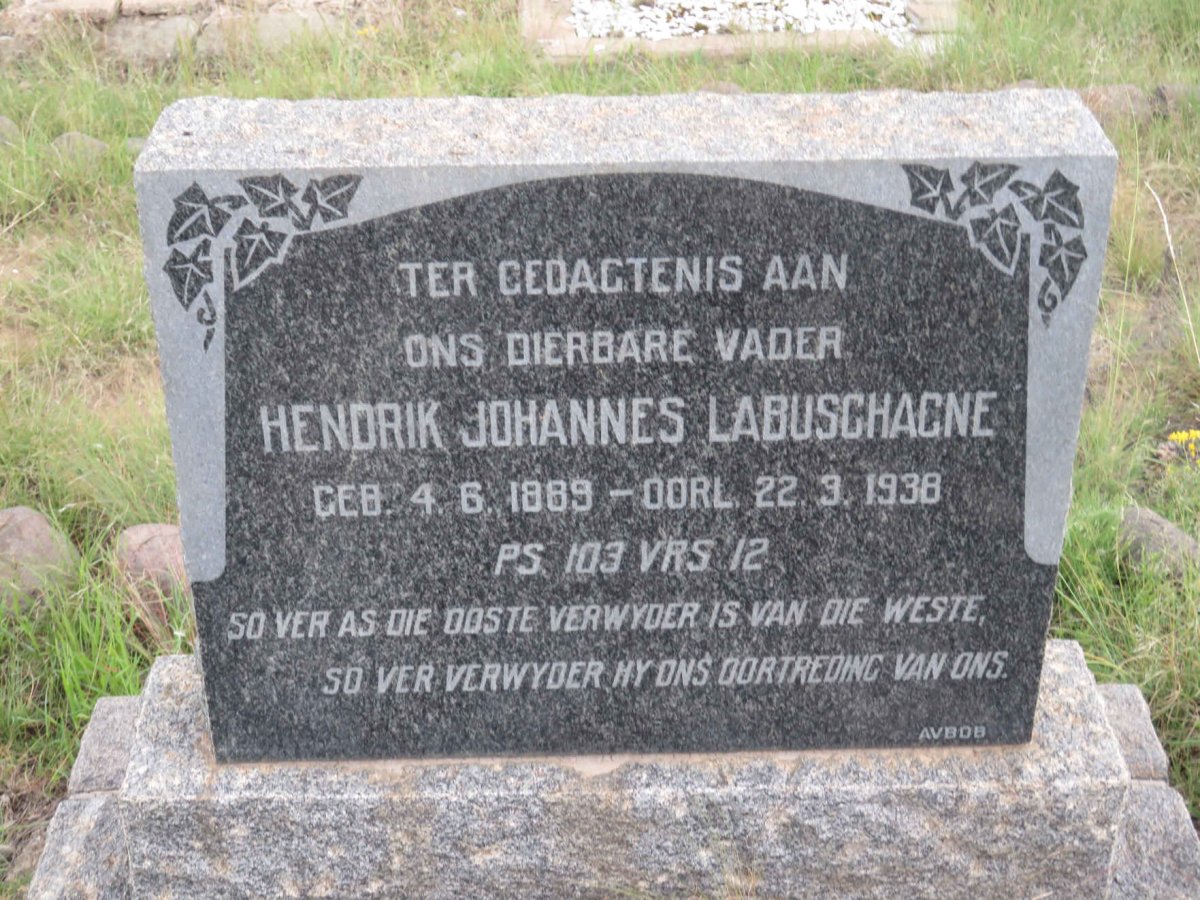 TER GEDAGTENIS AAN
ONS DIERBARE VADER
HENDRIK JOHANNES LABUSCHAGNE
GEB. 4. 6. 1889 – OORL. 22. 3. 1938
PS. 103 VRS. 12
SO VER AS DIE OOSTE VERWYDER IS VAN DIE WESTE,
SO VER VERWYDER HY ONS OORTREDING VAN ONS.
AVBOB